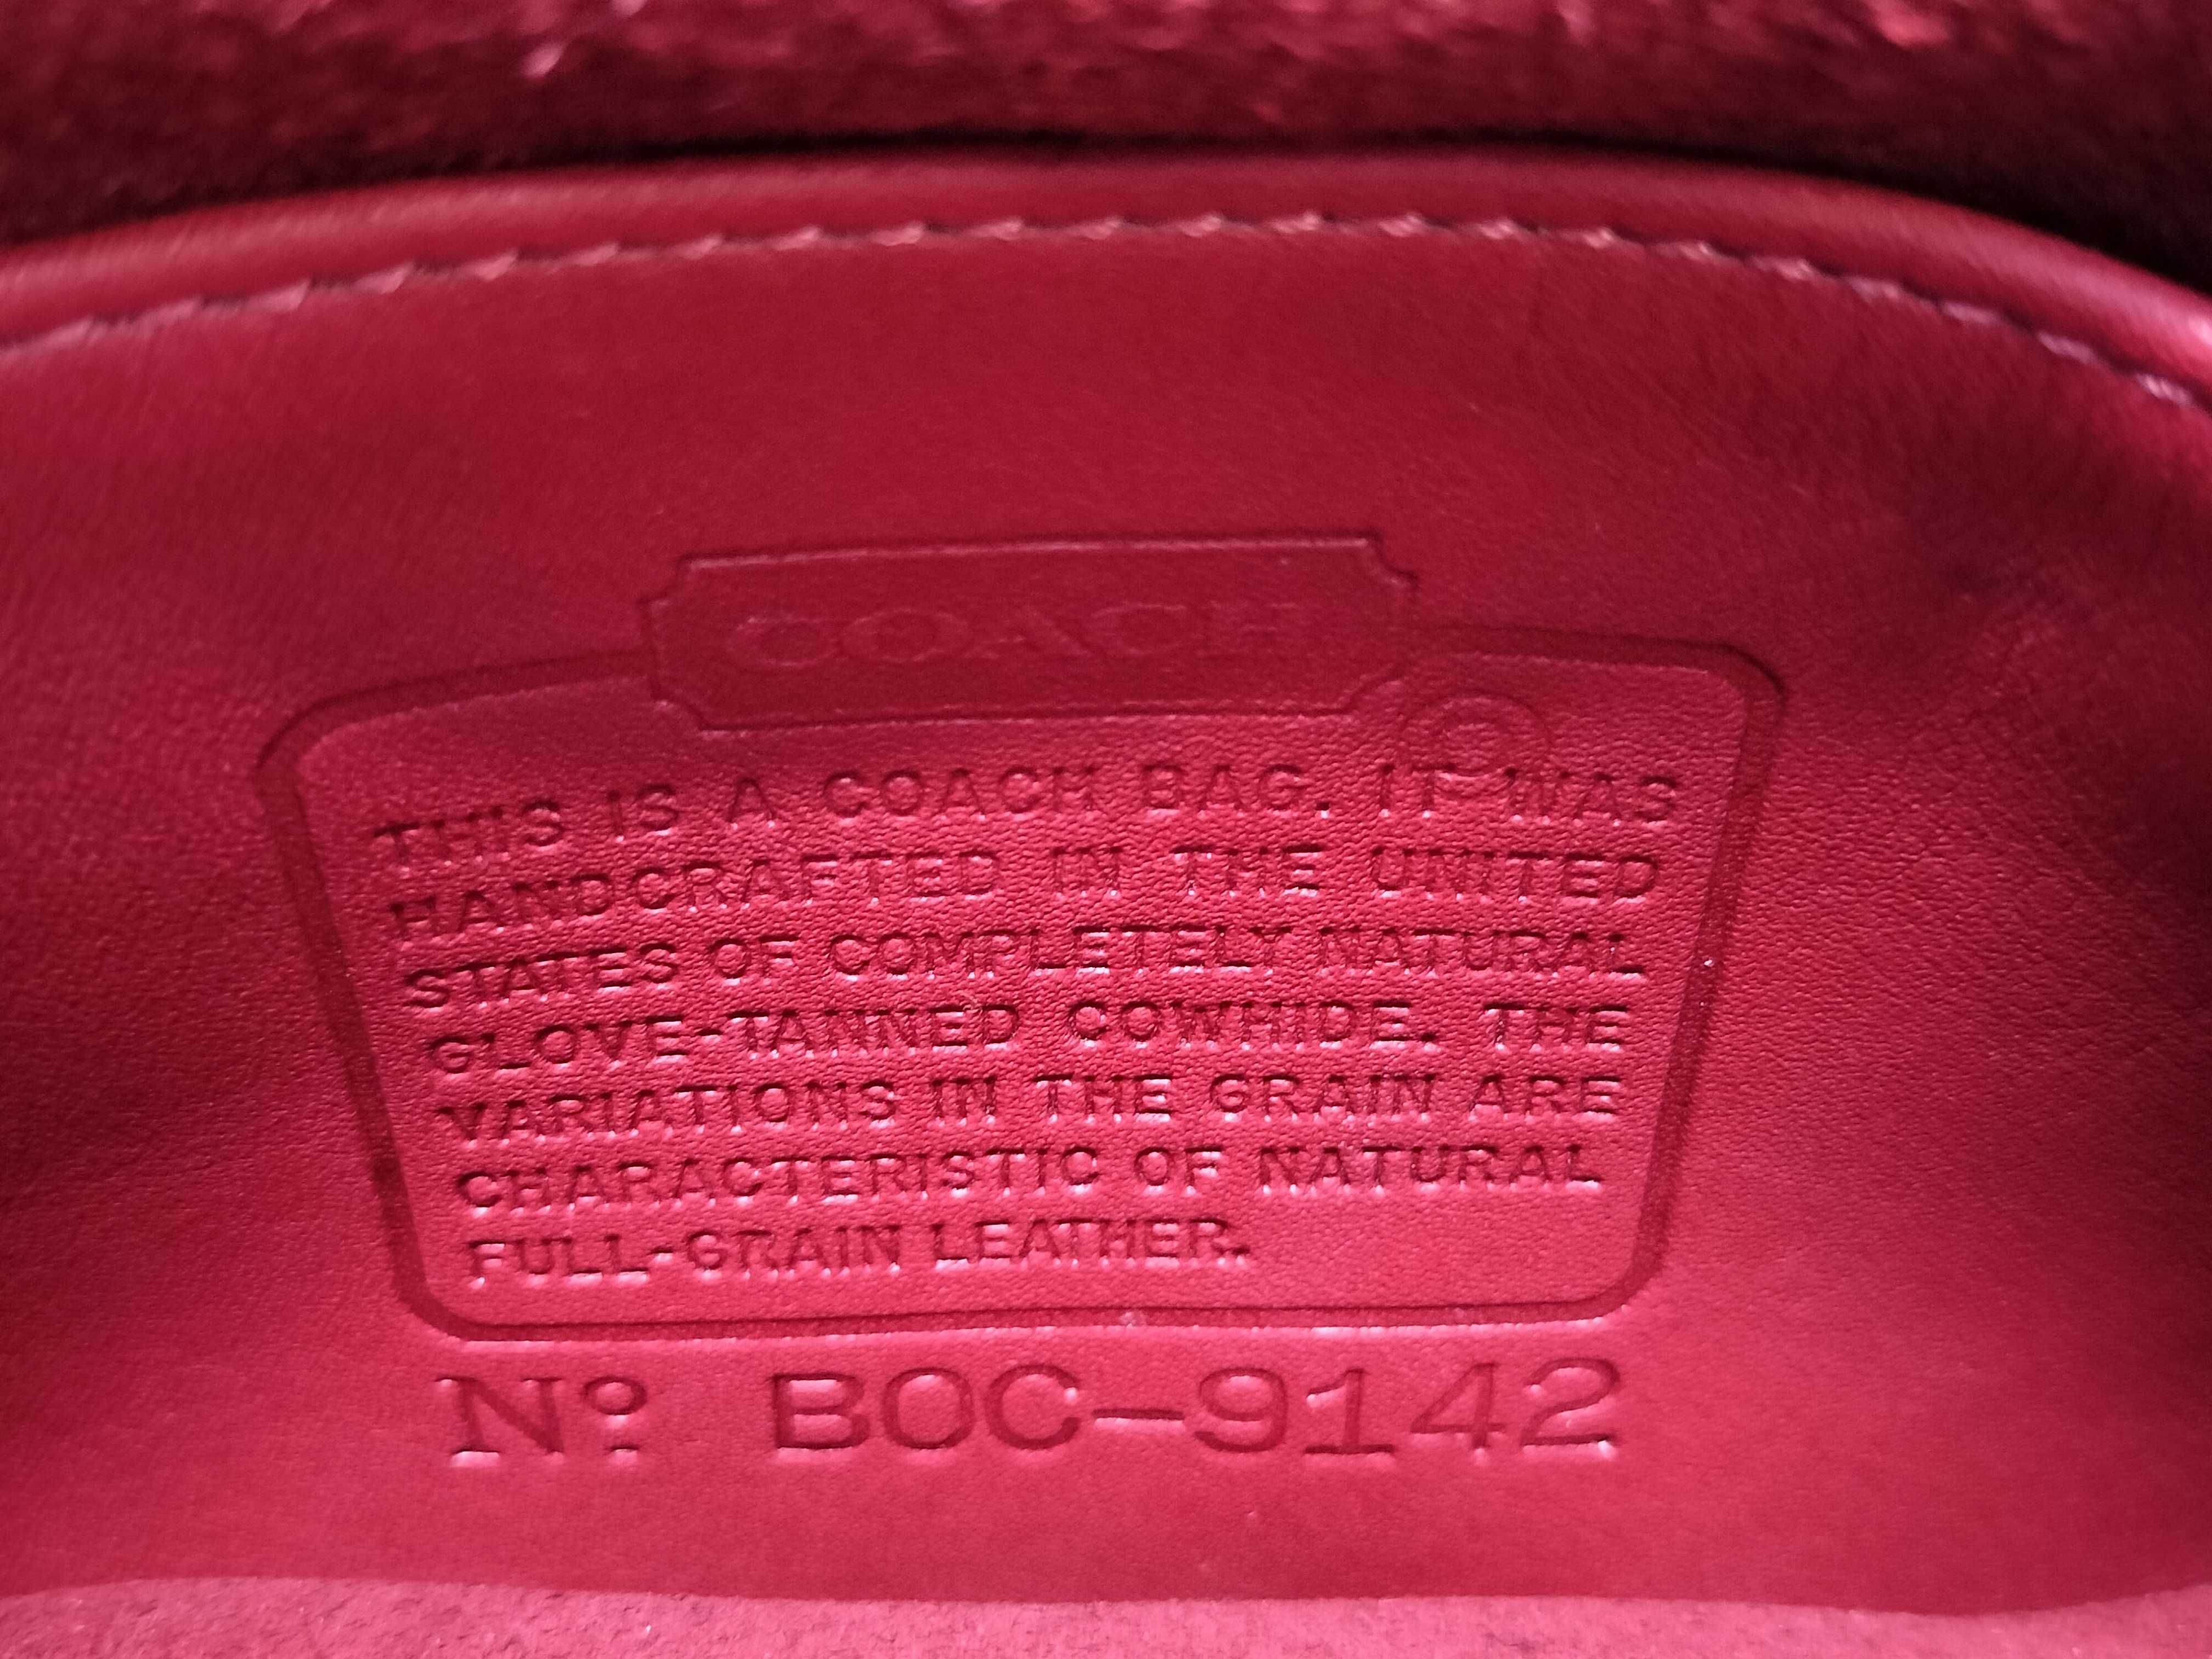 COACH
®
THIS IS A COACH BAG. IT WAS
HANDCRAFTED IN THE UNITED
STATES OF COMPLETELY NATURAL
GLOVE-TANNED COWHIDE. THE
VARIATIONS IN THE GRAIN ARE
CHARACTERISTIC OF NATURAL
FULL-GRAIN LEATHER.
Nº BOC-9142